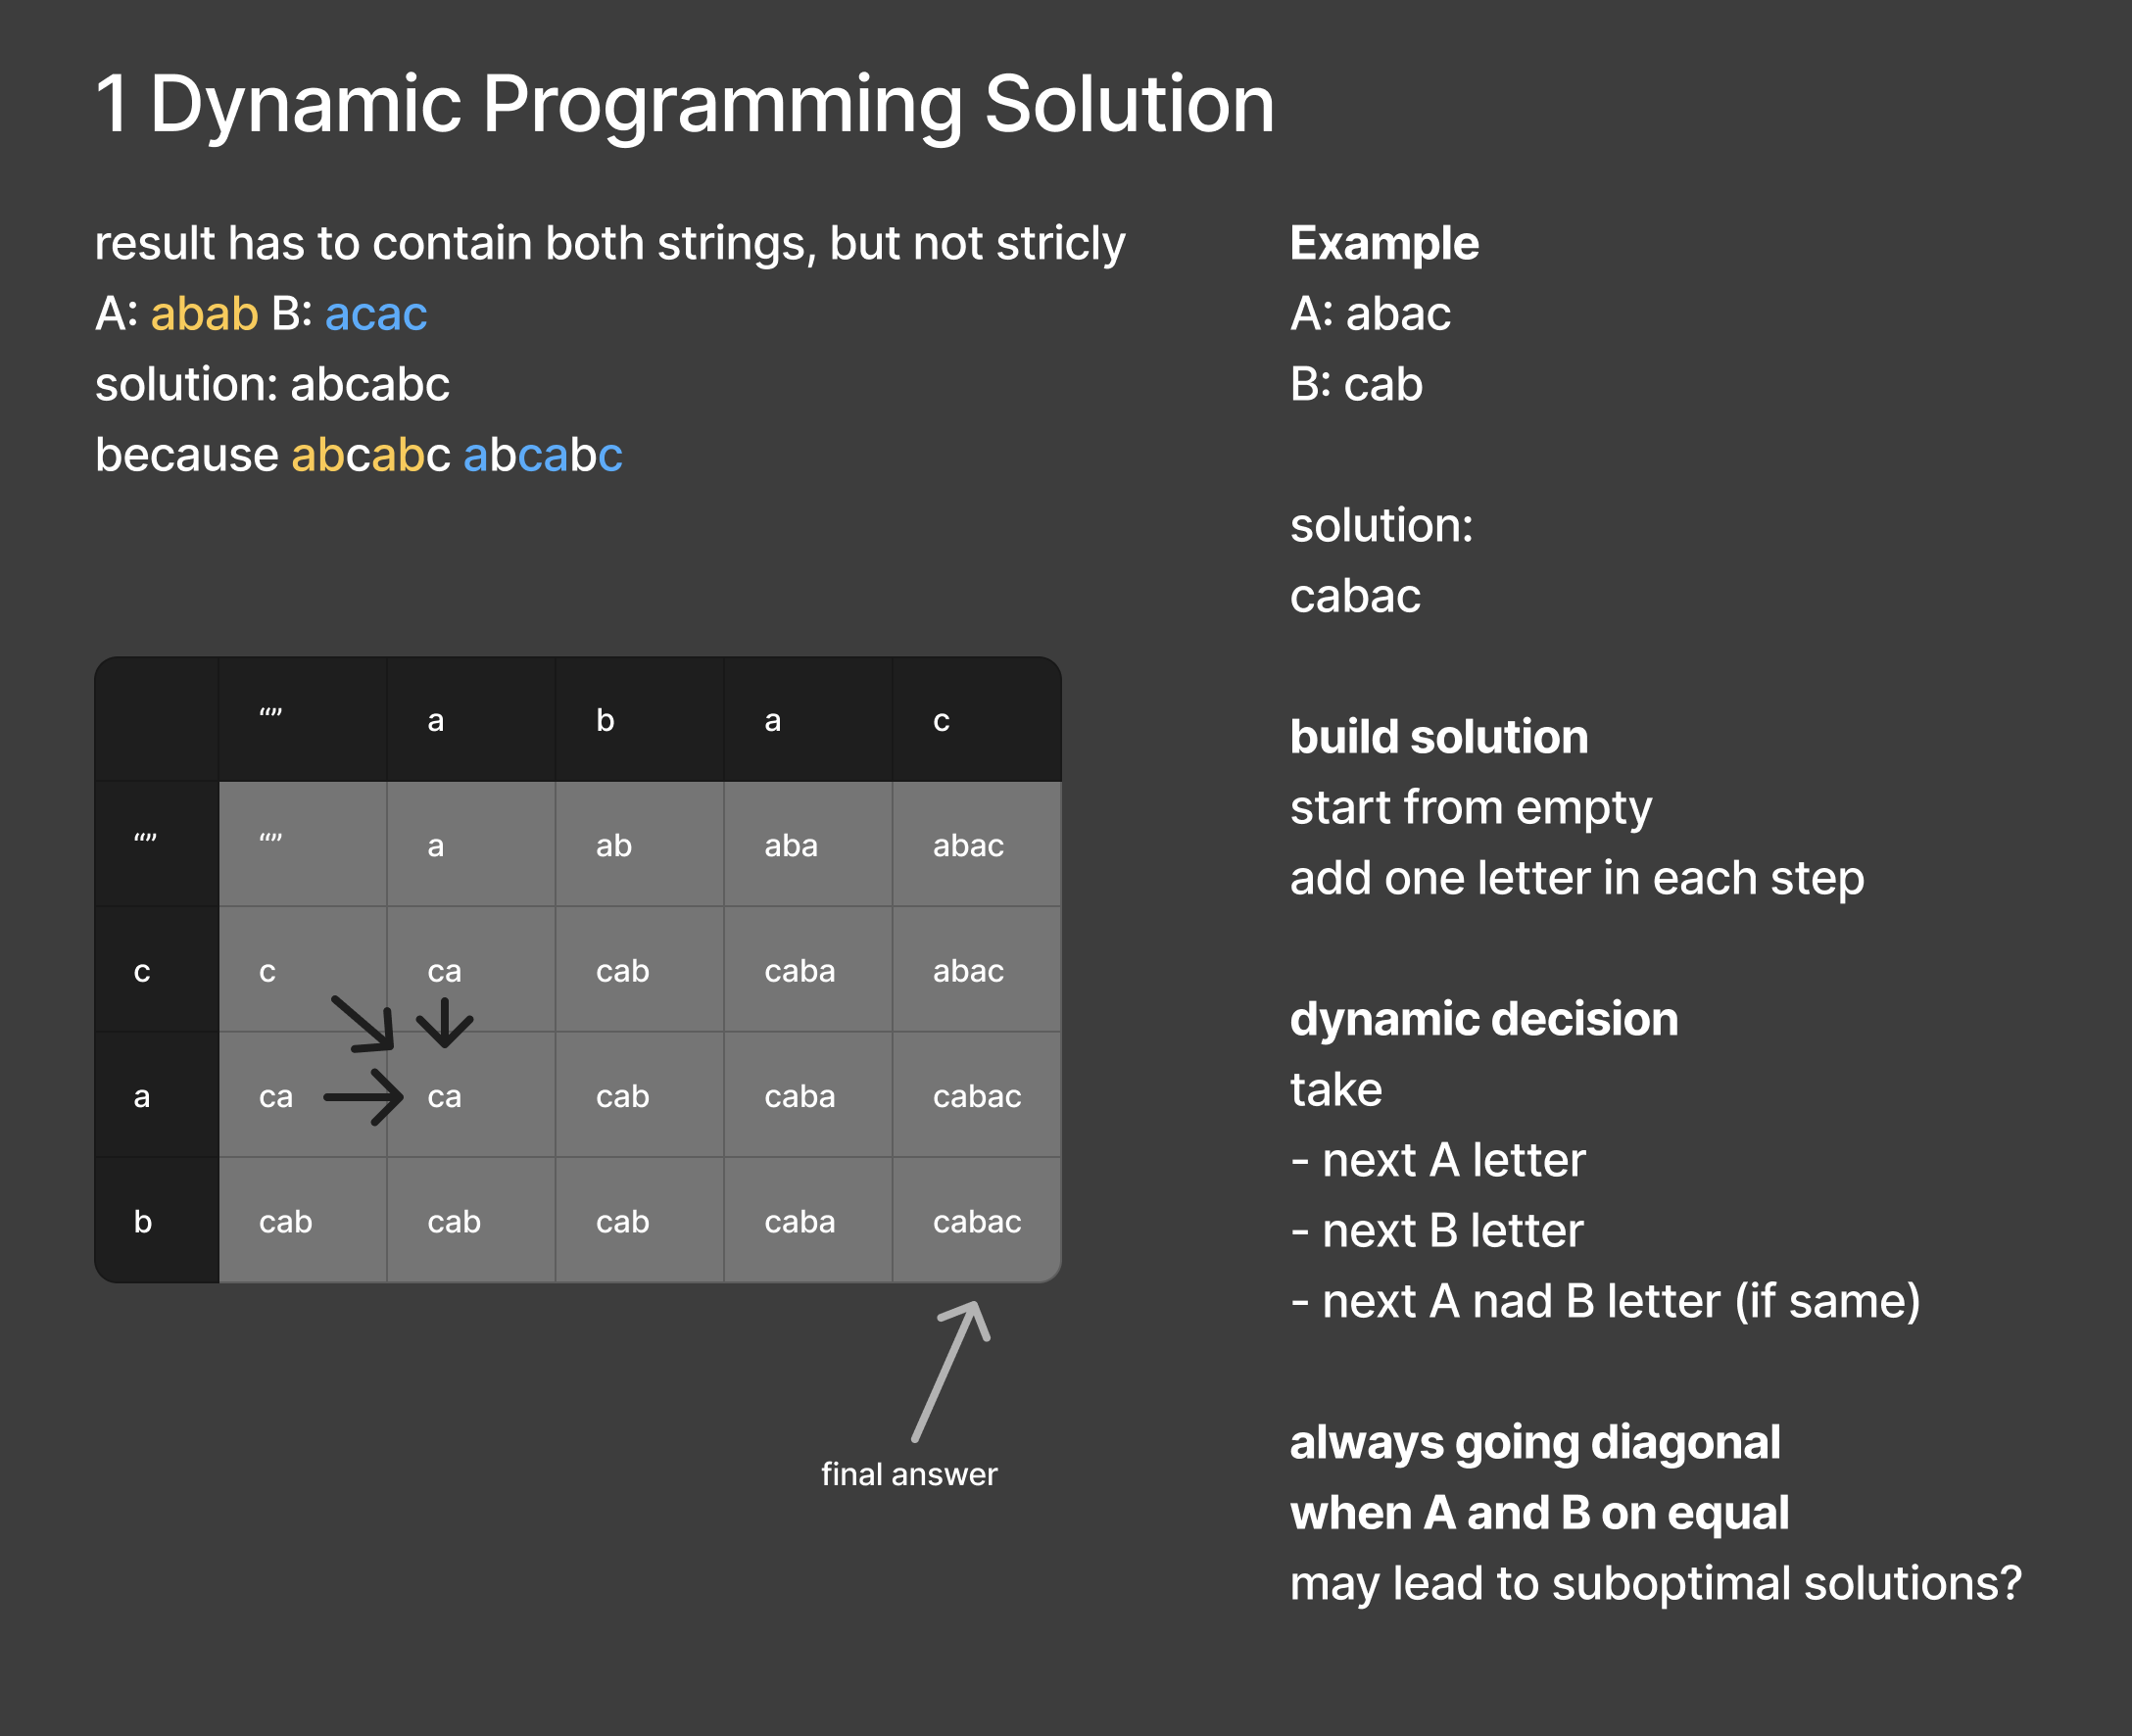 1 Dynamic Programming Solution
result has to contain both strings, but not stricly
A: abab B: acac
solution: abcabc
because abcabc abcabc
“” a b a c
“” “” a ab aba abac
c c ca cab caba abac
a ca ca cab caba cabac
b cab cab cab caba cabac
final answer
Example
A: abac
B: cab
solution:
cabac
build solution
start from empty
add one letter in each step
dynamic decision
take
- next A letter
- next B letter
- next A nad B letter (if same)
always going diagonal
when A and B on equal
may lead to suboptimal solutions?